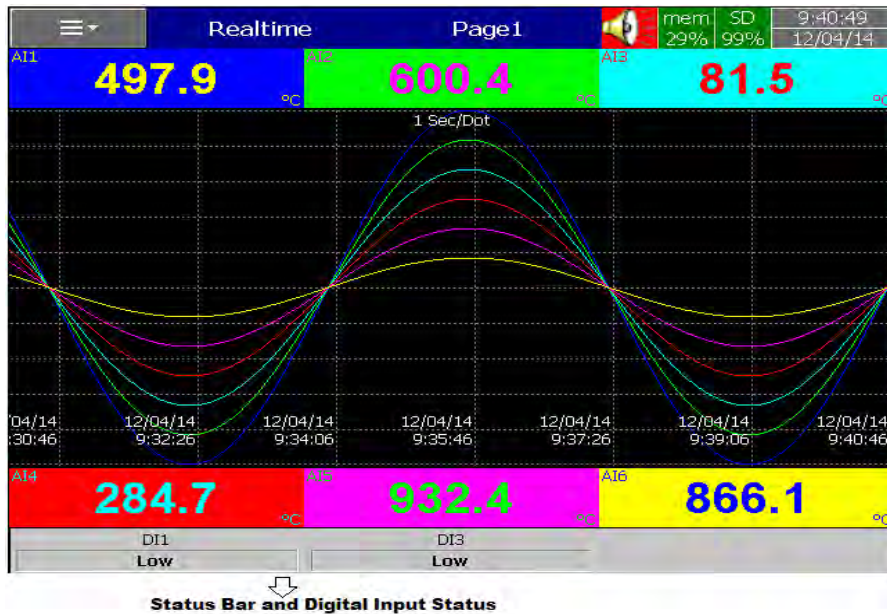 Realtime Page1 mem 29% SD 99% 9:40:49 12/04/14
AI1 497.9 °C AI2 600.4 °C AI3 81.5 °C
1 Sec/Dot
/04/14 12/04/14 12/04/14 12/04/14 12/04/14 12/04/14 12/04/14
:30:46 9:32:26 9:34:06 9:35:46 9:37:26 9:39:06 9:40:46
AI4 284.7 °C AI5 932.4 °C AI6 866.1 °C
DI1 DI3
Low Low
Status Bar and Digital Input Status